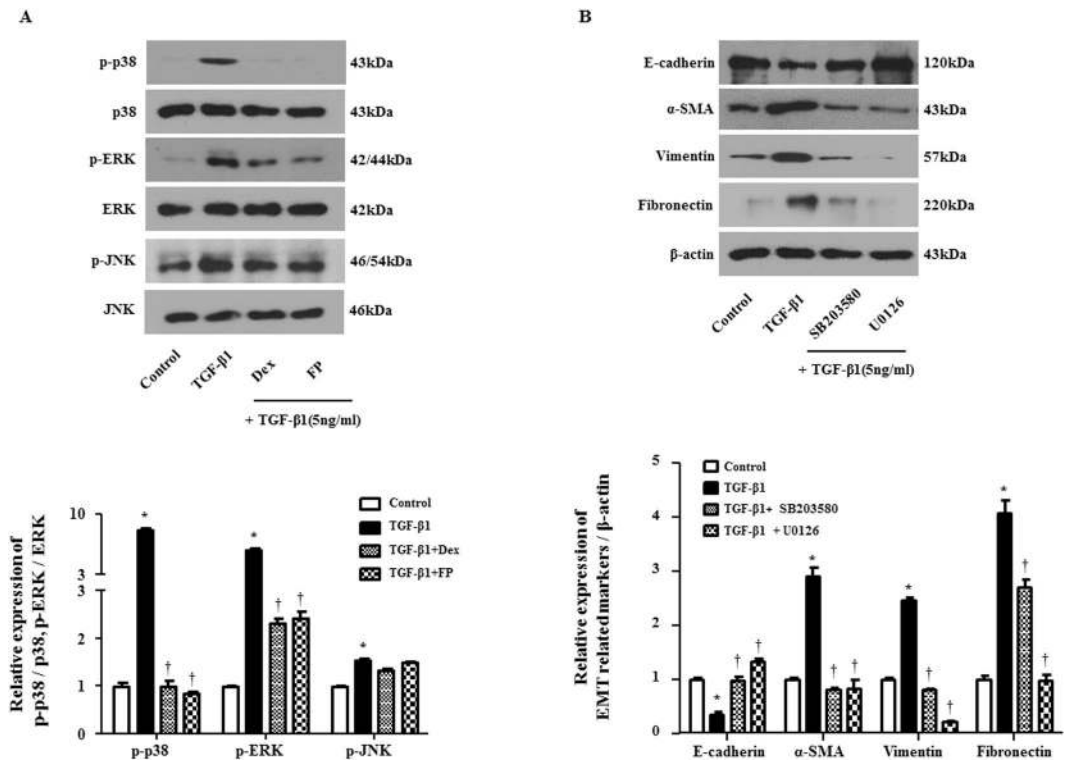 A
p-p38
43kDa
p38
43kDa
p-ERK
42/44kDa
ERK
42kDa
p-JNK
46/54kDa
JNK
46kDa
Control
TGF-β1
Dex
FP
+ TGF-β1(5ng/ml)
Relative expression of
p-p38 / p38, p-ERK / ERK
10
3
3
2
1
0
*
†
†
*
†
†
*
Control
TGF-β1
TGF-β1+Dex
TGF-β1+FP
p-p38
p-ERK
p-JNK
B
E-cadherin
120kDa
α-SMA
43kDa
Vimentin
57kDa
Fibronectin
220kDa
β-actin
43kDa
Control
TGF-β1
SB203580
U0126
+ TGF-β1(5ng/ml)
Relative expression of
EMT related markers / β-actin
5
4
3
2
1
0
Control
TGF-β1
TGF-β1+ SB203580
TGF-β1 + U0126
*
†
†
*
†
†
*
†
†
*
†
†
E-cadherin
α-SMA
Vimentin
Fibronectin